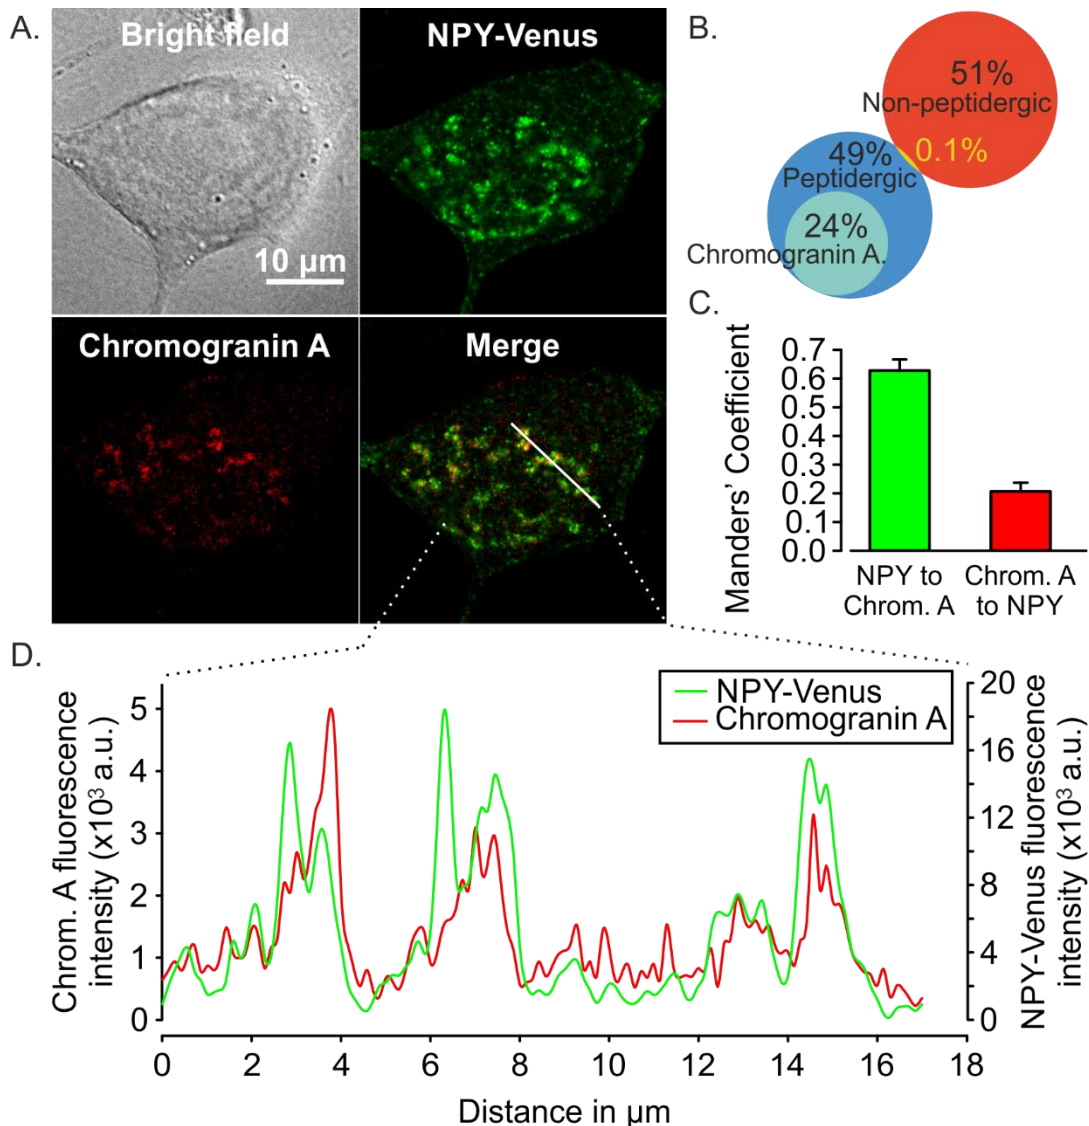 A.
Bright field
NPY-Venus
10 µm
Chromogranin A
Merge
B.
51%
Non-peptidergic
0.1%
49%
Peptidergic
24%
Chromogranin A.
C.
Manders' Coefficient
0.7
0.6
0.5
0.4
0.3
0.2
0.1
0.0
NPY to
Chrom. A
Chrom. A
to NPY
D.
Chrom. A fluorescence
intensity (x10³ a.u.)
5
4
3
2
1
0
NPY-Venus
Chromogranin A
20
16
12
8
4
0
NPY-Venus fluorescence
intensity (x10³ a.u.)
0 2 4 6 8 10 12 14 16 18
Distance in µm